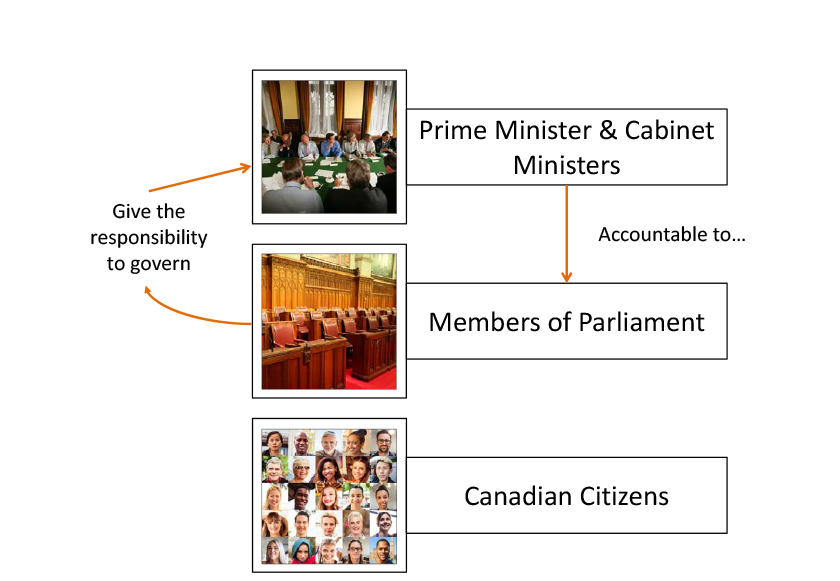 Prime Minister & Cabinet
Ministers
Give the
responsibility
to govern
Accountable to…
Members of Parliament
Canadian Citizens